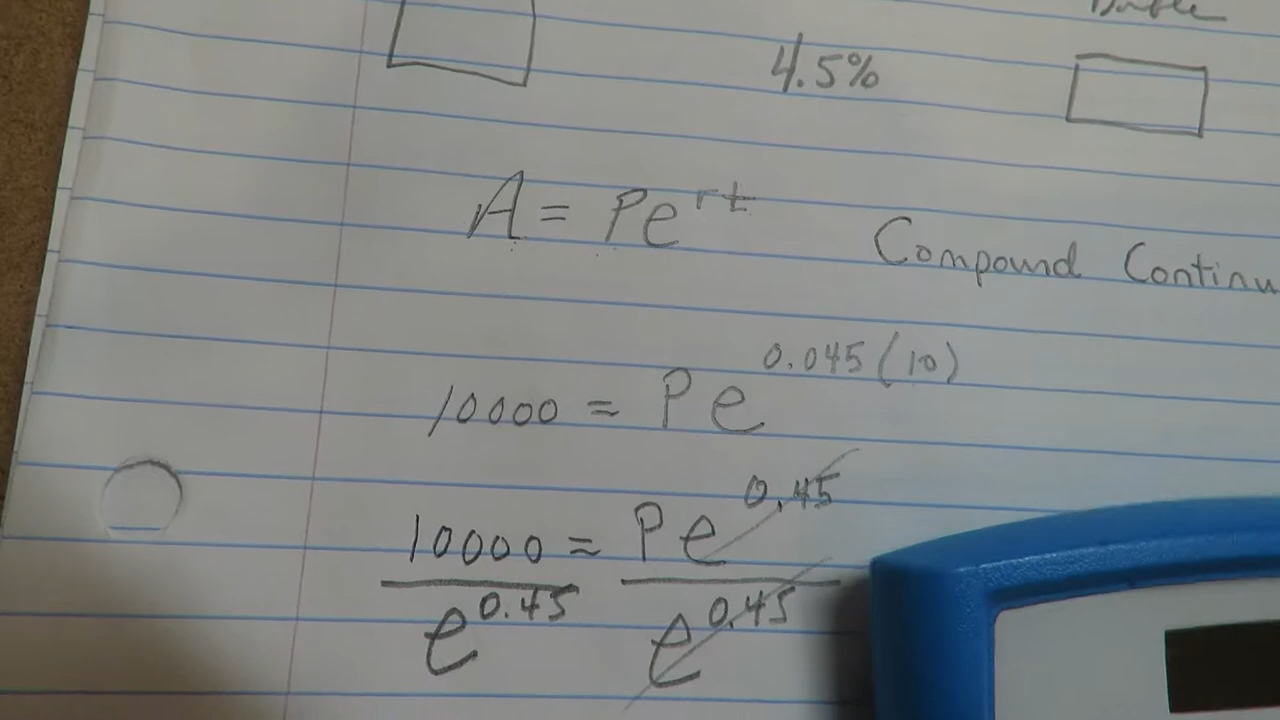 4.5%
A = Pe^rt Compound Continu
10000 = Pe^0.045(10)
10000 = Pe^0.45
e^0.45 e^0.45